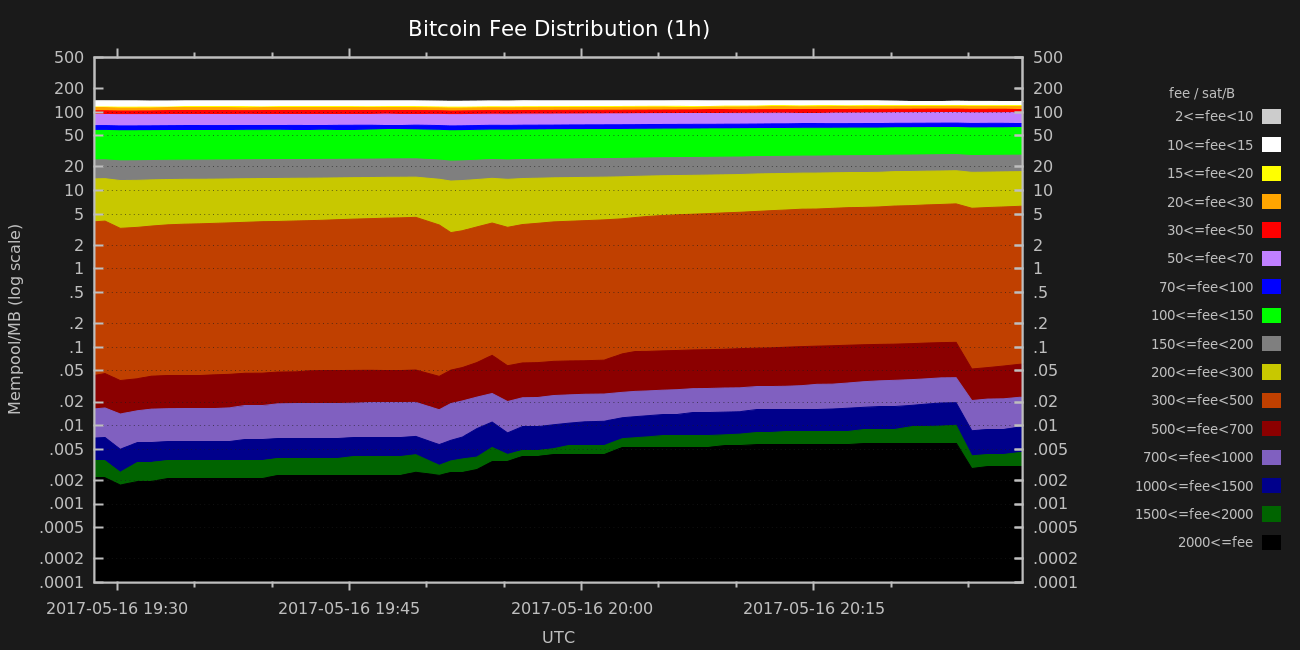 Bitcoin Fee Distribution (1h)
Mempool/MB (log scale)
500
200
100
50
20
10
5
2
1
.5
.2
.1
.05
.02
.01
.005
.002
.001
.0005
.0002
.0001
500
200
100
50
20
10
5
2
1
.5
.2
.1
.05
.02
.01
.005
.002
.001
.0005
.0002
.0001
2017-05-16 19:30
2017-05-16 19:45
2017-05-16 20:00
2017-05-16 20:15
UTC
fee / sat/B
2<=fee<10
10<=fee<15
15<=fee<20
20<=fee<30
30<=fee<50
50<=fee<70
70<=fee<100
100<=fee<150
150<=fee<200
200<=fee<300
300<=fee<500
500<=fee<700
700<=fee<1000
1000<=fee<1500
1500<=fee<2000
2000<=fee